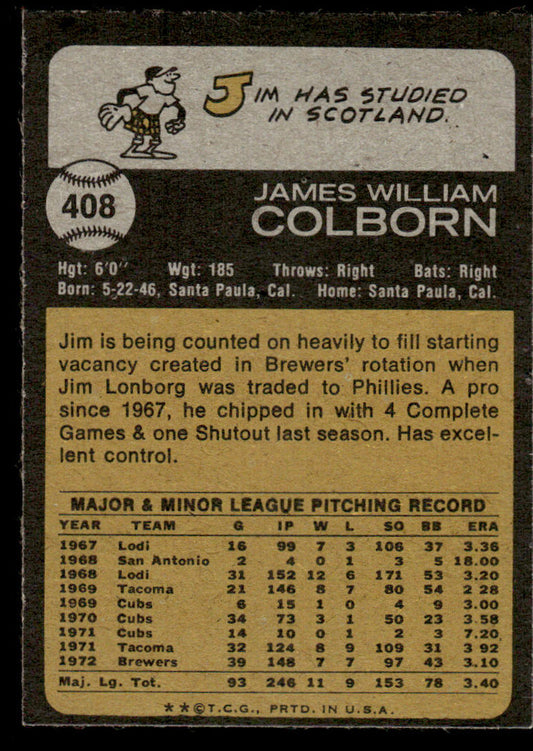 JIM HAS STUDIED
IN SCOTLAND.
408
JAMES WILLIAM
COLBORN
Hgt: 6'0" Wgt: 185 Throws: Right Bats: Right
Born: 5-22-46, Santa Paula, Cal. Home: Santa Paula, Cal.
Jim is being counted on heavily to fill starting
vacancy created in Brewers' rotation when
Jim Lonborg was traded to Phillies. A pro
since 1967, he chipped in with 4 Complete
Games & one Shutout last season. Has excel-
lent control.
MAJOR & MINOR LEAGUE PITCHING RECORD
YEAR TEAM G IP W L SO BB ERA
1967 Lodi 16 99 7 3 106 37 3.36
1968 San Antonio 2 4 0 1 3 5 18.00
1968 Lodi 31 152 12 6 171 53 3.20
1969 Tacoma 21 146 8 7 80 54 2 28
1969 Cubs 6 15 1 0 4 9 3.00
1970 Cubs 34 73 3 1 50 23 3.58
1971 Cubs 14 10 0 1 2 3 7.20
1971 Tacoma 32 124 8 9 109 31 3 92
1972 Brewers 39 148 7 7 97 43 3.10
Maj. Lg. Tot. 93 246 11 9 153 78 3.40
**©T.C.G., PRTD. IN U.S.A.